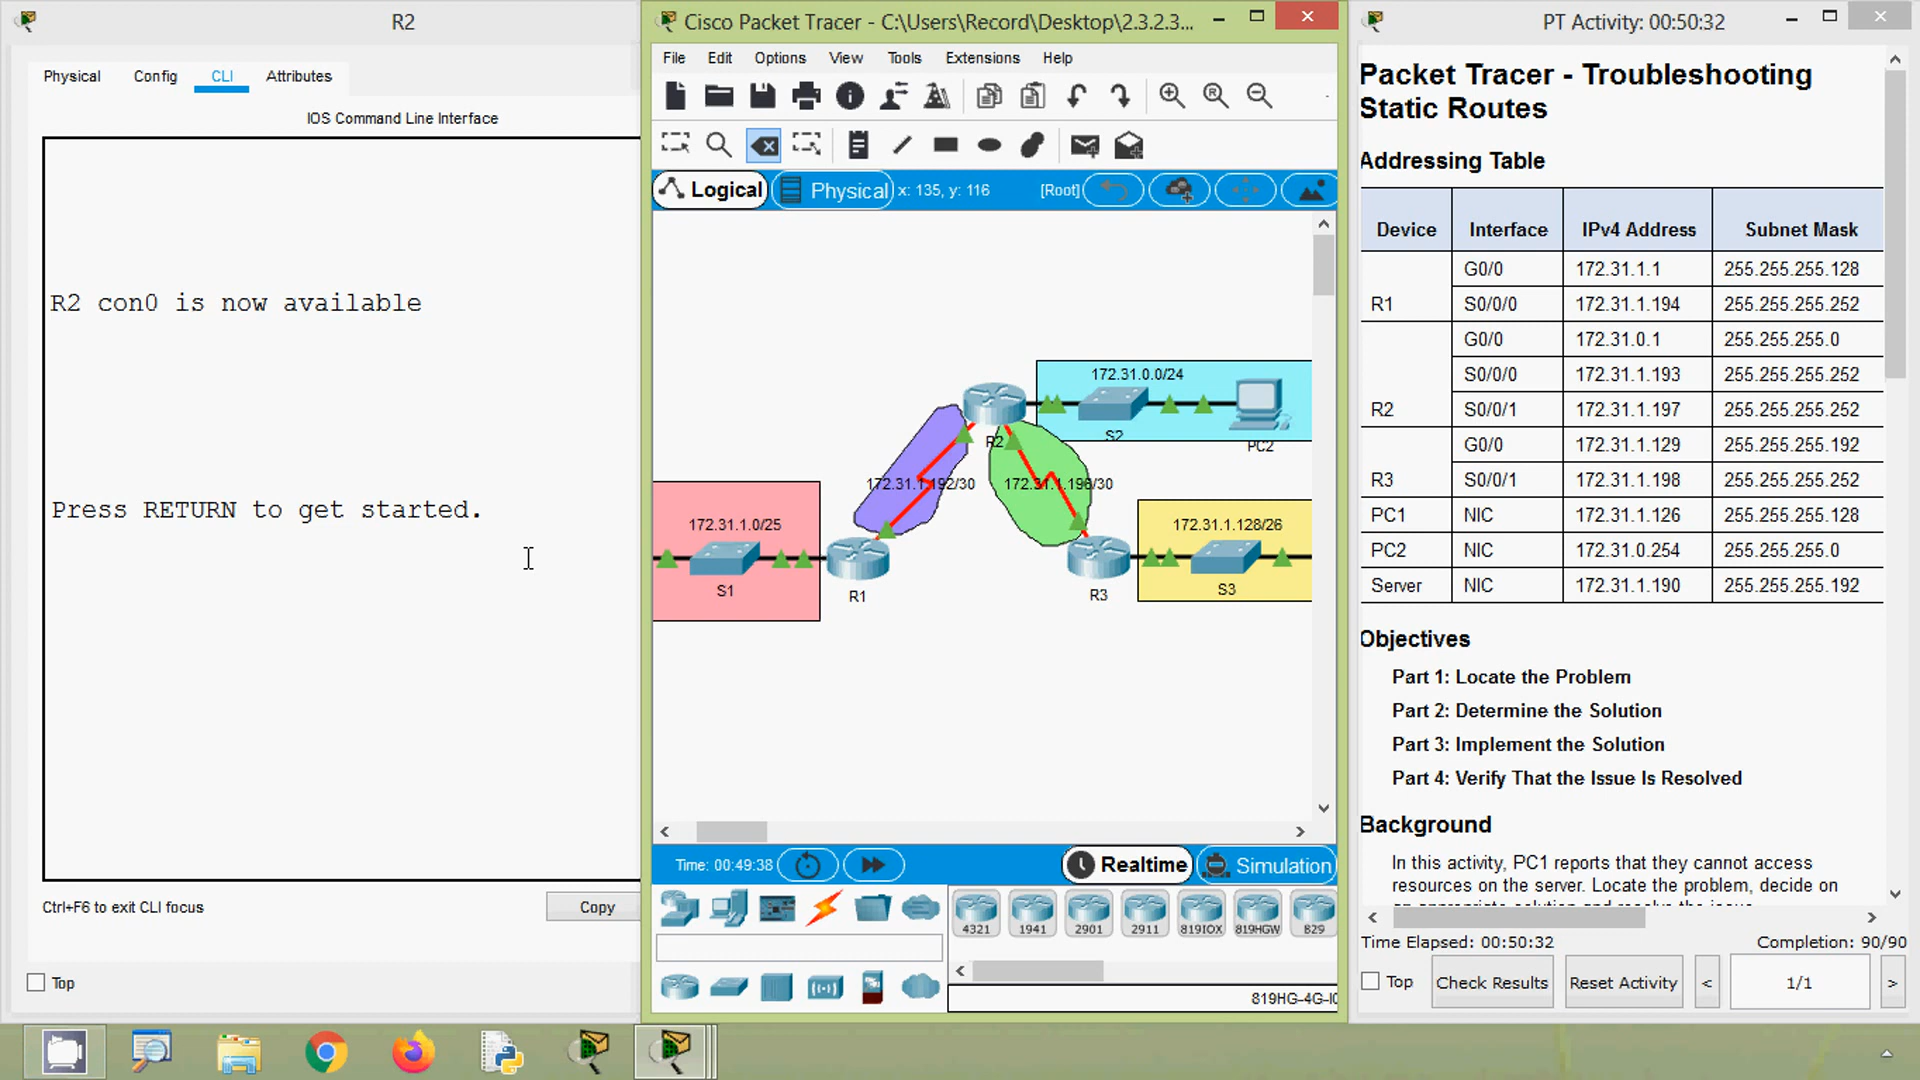 R2
Physical
Config
CLI
Attributes
IOS Command Line Interface
R2 con0 is now available
Press RETURN to get started.
Ctrl+F6 to exit CLI focus
Copy
Top
Cisco Packet Tracer - C:\Users\Record\Desktop\2.3.2.3...
File Edit Options View Tools Extensions Help
Logical
Physical
x: 135, y: 116
[Root]
172.31.0.0/24
S2
PC2
R2
172.31.1.192/30
172.31.1.196/30
172.31.1.0/25
S1
R1
R3
172.31.1.128/26
S3
Time: 00:49:38
Realtime
Simulation
4321
1941
2901
2911
819IOX
819HGW
829
819HG-4G-I
PT Activity: 00:50:32
Packet Tracer - Troubleshooting
Static Routes
Addressing Table
Device Interface IPv4 Address Subnet Mask
R1 G0/0 172.31.1.1 255.255.255.128
S0/0/0 172.31.1.194 255.255.255.252
R2 G0/0 172.31.0.1 255.255.255.0
S0/0/0 172.31.1.193 255.255.255.252
S0/0/1 172.31.1.197 255.255.255.252
R3 G0/0 172.31.1.129 255.255.255.192
S0/0/1 172.31.1.198 255.255.255.252
PC1 NIC 172.31.1.126 255.255.255.128
PC2 NIC 172.31.0.254 255.255.255.0
Server NIC 172.31.1.190 255.255.255.192
Objectives
Part 1: Locate the Problem
Part 2: Determine the Solution
Part 3: Implement the Solution
Part 4: Verify That the Issue Is Resolved
Background
In this activity, PC1 reports that they cannot access
resources on the server. Locate the problem, decide on
Time Elapsed: 00:50:32
Completion: 90/90
Top
Check Results
Reset Activity
<
1/1
>